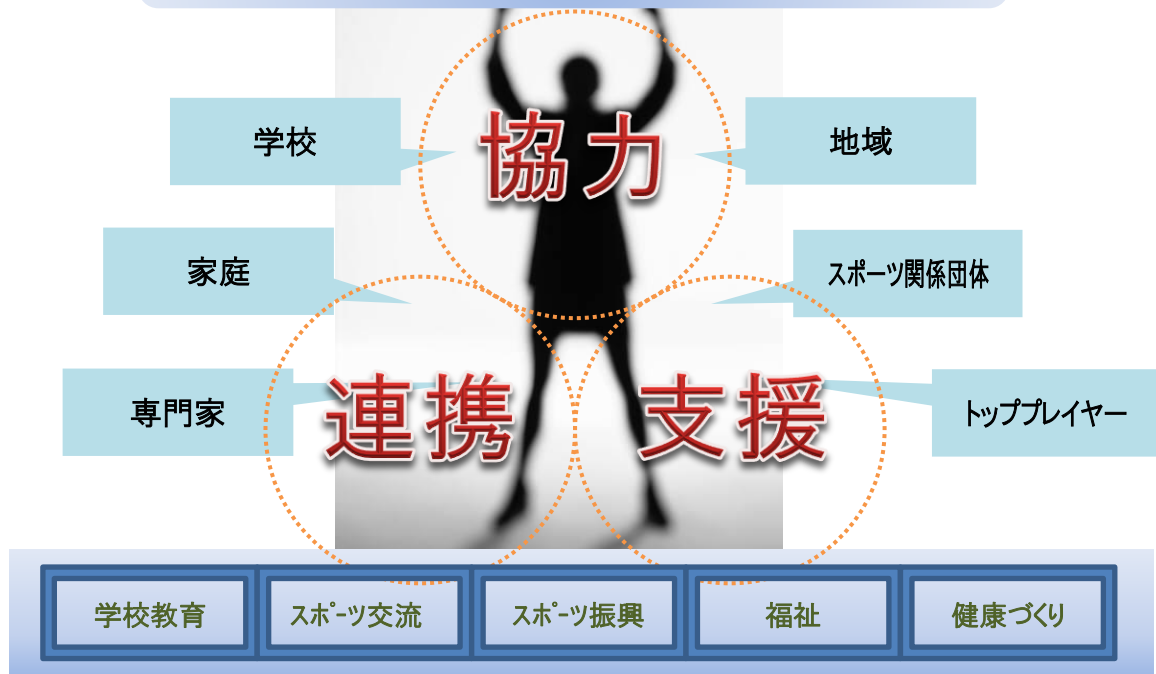 学校
協力
地域
家庭
スポーツ関係団体
専門家
連携
支援
トッププレイヤー
学校教育
スポーツ交流
スポーツ振興
福祉
健康づくり